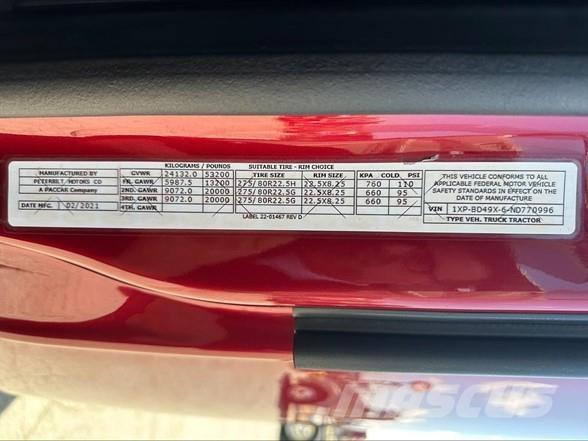 MANUFACTURED BY
PETERBILT MOTORS CO
A PACCAR Company
DATE MFG. 02/2021
KILOGRAMS / POUNDS SUITABLE TIRE - RIM CHOICE
GVWR 24132.0 53200 TIRE SIZE RIM SIZE KPA COLD PSI
FR. GAWR 5987.5 13200 275/80R22.5H 22.5X8.25 760 110
2ND. GAWR 9072.0 20000 275/80R22.5G 22.5X8.25 660 95
3RD. GAWR 9072.0 20000 275/80R22.5G 22.5X8.25 660 95
4TH. GAWR
LABEL 22-01467 REV D
THIS VEHICLE CONFORMS TO ALL
APPLICABLE FEDERAL MOTOR VEHICLE
SAFETY STANDARDS IN EFFECT ON THE
DATE OF MANUFACTURE
VIN 1XP-BD49X-6-ND770996
TYPE VEH. TRUCK TRACTOR
MASCUS